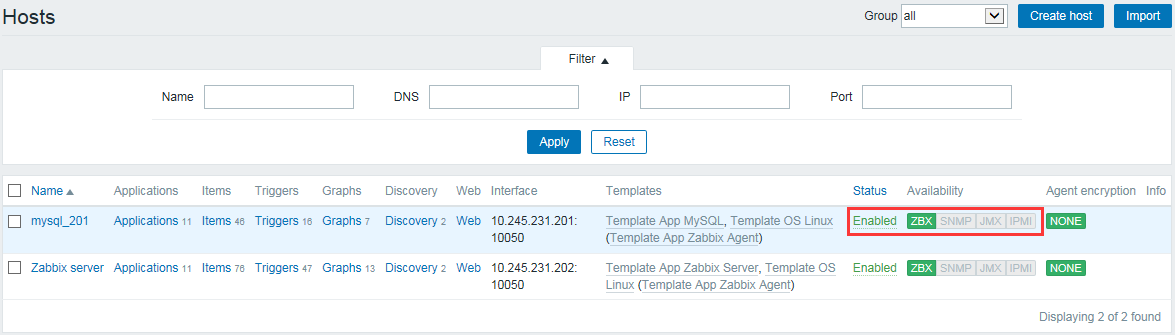 Hosts Group all Create host Import
Filter
Name DNS IP Port
Apply Reset
Name Applications Items Triggers Graphs Discovery Web Interface Templates Status Availability Agent encryption Info
mysql_201 Applications 11 Items 46 Triggers 16 Graphs 7 Discovery 2 Web 10.245.231.201: Template App MySQL, Template OS Linux Enabled ZBX SNMP JMX IPMI NONE
10050 (Template App Zabbix Agent)
Zabbix server Applications 11 Items 76 Triggers 47 Graphs 13 Discovery 2 Web 10.245.231.202: Template App Zabbix Server, Template OS Enabled ZBX SNMP JMX IPMI NONE
10050 Linux (Template App Zabbix Agent)
Displaying 2 of 2 found